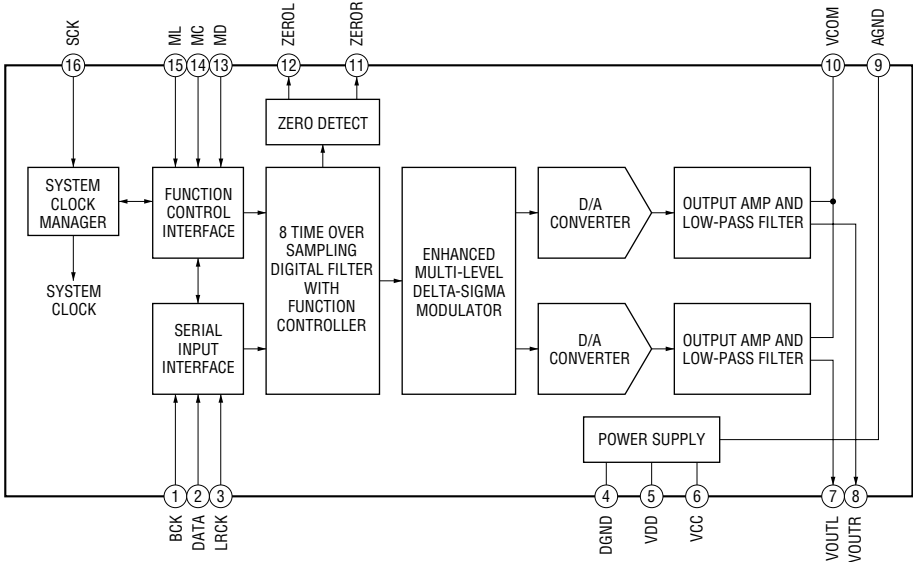 SCK
ML
MC
MD
ZEROL
ZEROR
VCOM
AGND
16
15
14
13
12
11
10
9
ZERO DETECT
SYSTEM
CLOCK
MANAGER
FUNCTION
CONTROL
INTERFACE
8 TIME OVER
SAMPLING
DIGITAL FILTER
WITH
FUNCTION
CONTROLLER
ENHANCED
MULTI-LEVEL
DELTA-SIGMA
MODULATOR
D/A
CONVERTER
OUTPUT AMP AND
LOW-PASS FILTER
SYSTEM
CLOCK
SERIAL
INPUT
INTERFACE
D/A
CONVERTER
OUTPUT AMP AND
LOW-PASS FILTER
POWER SUPPLY
1
2
3
4
5
6
7
8
BCK
DATA
LRCK
DGND
VDD
VCC
VOUTL
VOUTR